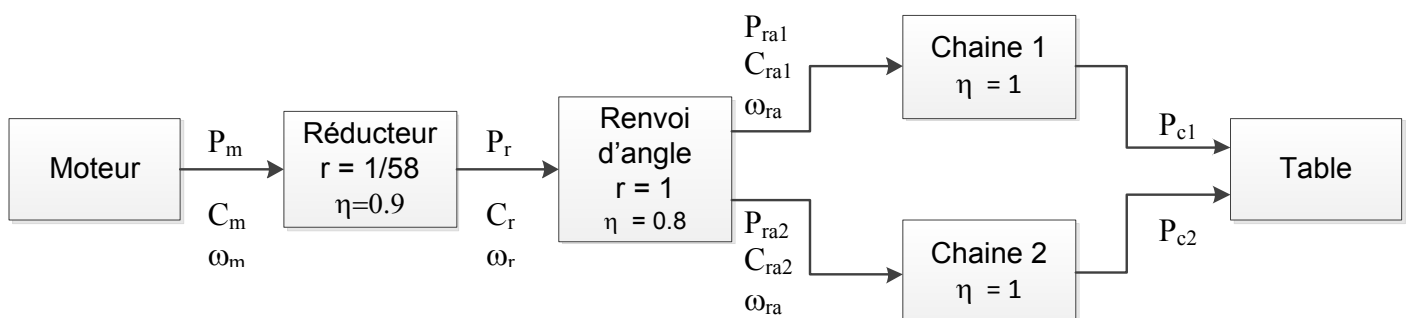 Moteur
P_m
C_m
ω_m
Réducteur
r = 1/58
η=0.9
P_r
C_r
ω_r
Renvoi
d'angle
r = 1
η = 0.8
P_ra1
C_ra1
ω_ra
P_ra2
C_ra2
ω_ra
Chaine 1
η = 1
Chaine 2
η = 1
P_c1
P_c2
Table